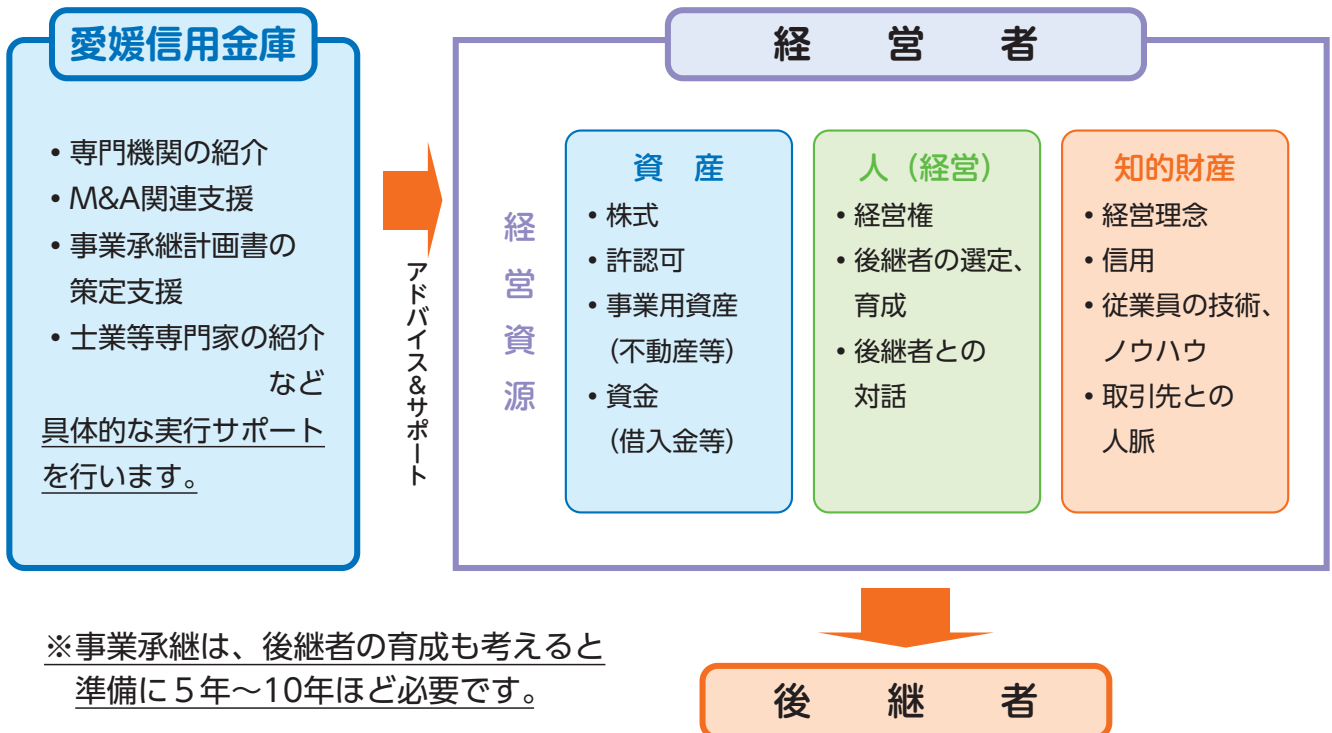 愛媛信用金庫
・専門機関の紹介
・M&A関連支援
・事業承継計画書の
策定支援
・士業等専門家の紹介
など
具体的な実行サポート
を行います。
アドバイス&サポート
経営者
経営資源
資産
・株式
・許認可
・事業用資産
(不動産等)
・資金
(借入金等)
人(経営)
・経営権
・後継者の選定、
育成
・後継者との
対話
知的財産
・経営理念
・信用
・従業員の技術、
ノウハウ
・取引先との
人脈
※事業承継は、後継者の育成も考えると
準備に5年~10年ほど必要です。
後継者